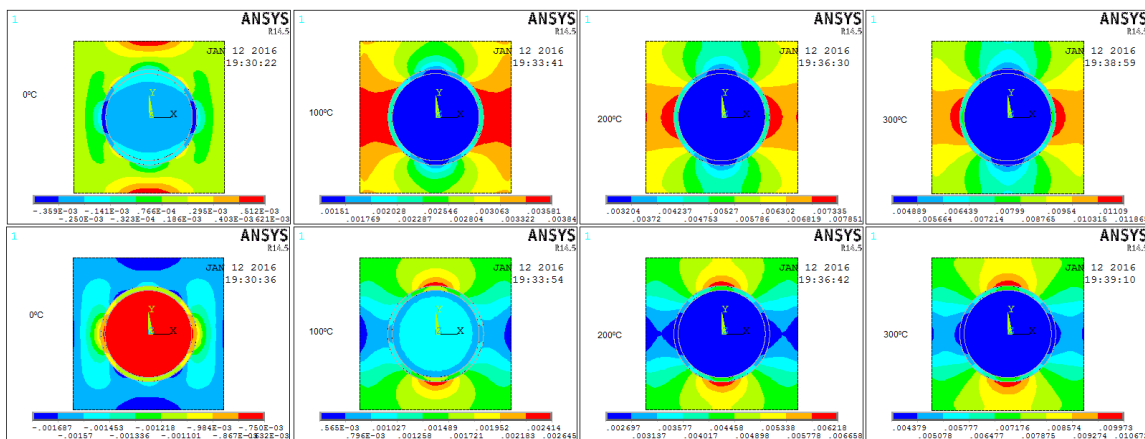 1
ANSYS
R14.5
JAN 12 2016
19:30:22
0ºC
Y
X
-.359E-03 -.141E-03 .766E-04 .295E-03 .512E-03
-.250E-03 -.323E-04 .186E-03 .403E-03 .621E-03
1
ANSYS
R14.5
JAN 12 2016
19:33:41
100ºC
Y
X
.00151 .002028 .002546 .003063 .003581
.001769 .002287 .002804 .003322 .00384
1
ANSYS
R14.5
JAN 12 2016
19:36:30
200ºC
Y
X
.003204 .004237 .00527 .006302 .007335
.00372 .004753 .005786 .006819 .007851
1
ANSYS
R14.5
JAN 12 2016
19:38:59
300ºC
Y
X
.004889 .006439 .00799 .00954 .01109
.005664 .007214 .008765 .010315
1
ANSYS
R14.5
JAN 12 2016
19:30:36
0ºC
Y
X
-.001687 -.001453 -.001218 -.984E-03 -.750E-03
-.00157 -.001336 -.001101 -.867E-03
1
ANSYS
R14.5
JAN 12 2016
19:33:54
100ºC
Y
X
.565E-03 .001027 .001489 .001952 .002414
.796E-03 .001258 .001721 .002183 .002645
1
ANSYS
R14.5
JAN 12 2016
19:36:42
200ºC
Y
X
.002697 .003577 .004458 .005338 .006218
.003137 .004017 .004898 .005778 .006658
1
ANSYS
R14.5
JAN 12 2016
19:39:10
300ºC
Y
X
.004379 .005777 .007176 .008574 .009973
.005078 .006477 .007875 .009274